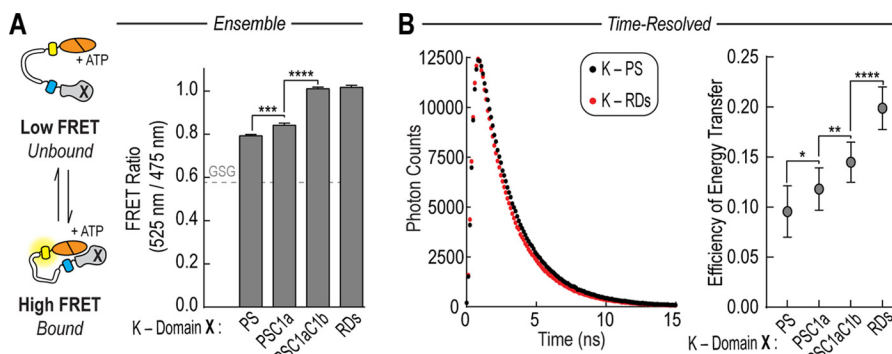 A
Ensemble
+ ATP
X
Low FRET
Unbound
+ ATP
X
High FRET
Bound
FRET Ratio
(525 nm / 475 nm)
1.0
0.8
0.6
0.4
0.2
0.0
GSG
***
****
K – Domain X :
PS
PSC1a
PSC1aC1b
RDs
B
Time-Resolved
Photon Counts
12500
10000
7500
5000
2500
0
K – PS
K – RDs
0
5
10
15
Time (ns)
Efficiency of Energy Transfer
0.25
0.20
0.15
0.10
0.05
0.00
*
**
****
K – Domain X :
PS
PSC1a
PSC1aC1b
RDs